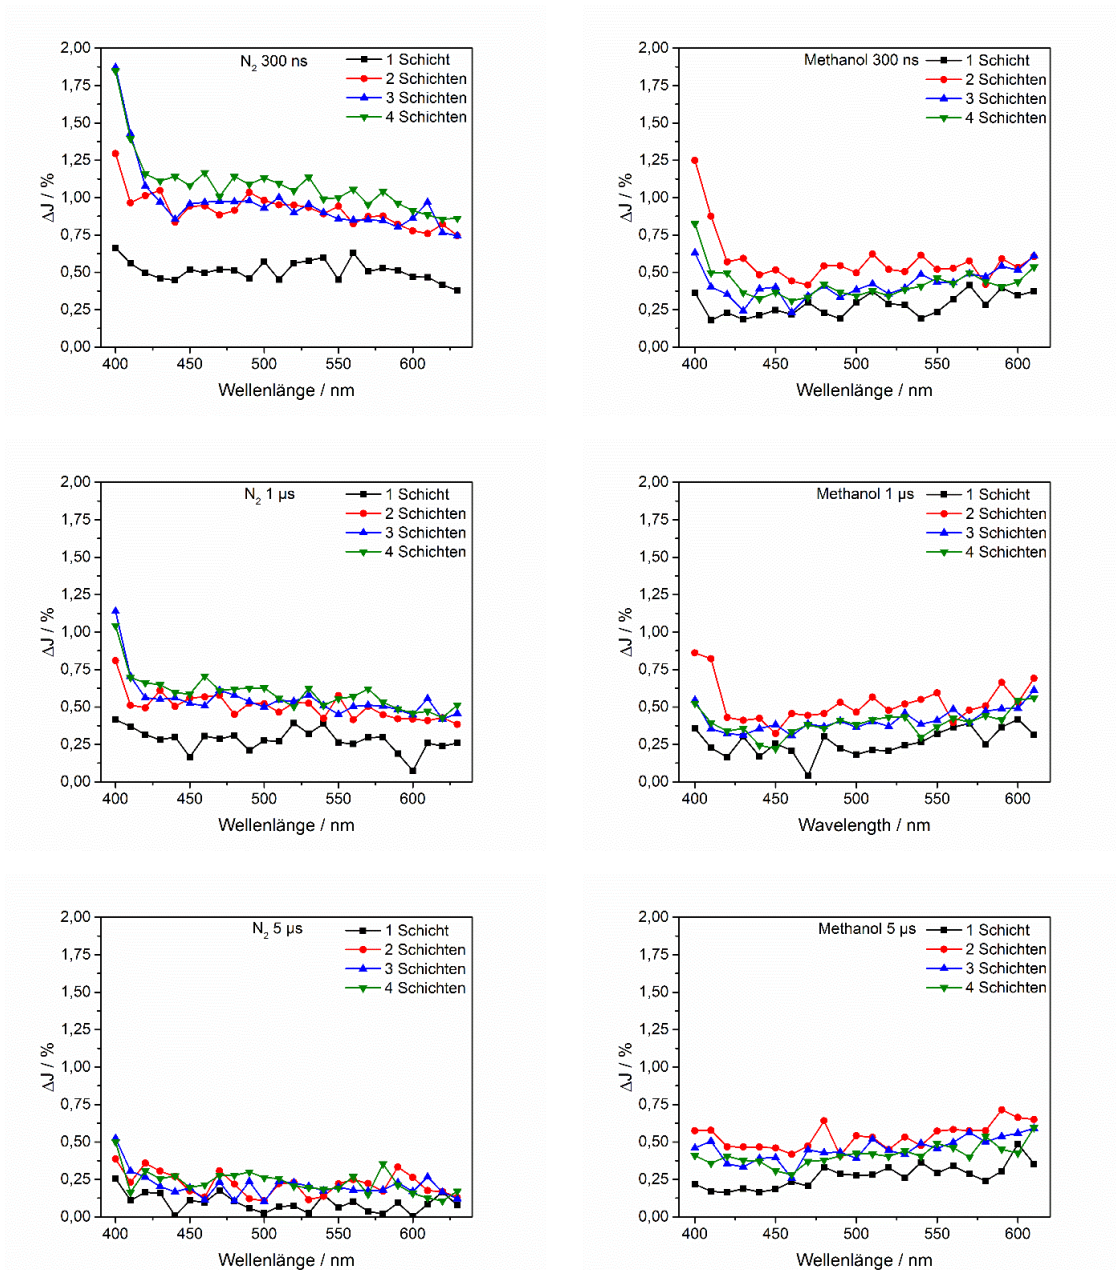 N2 300 ns
1 Schicht
2 Schichten
3 Schichten
4 Schichten
2,00
1,75
1,50
1,25
1,00
0,75
0,50
0,25
0,00
ΔJ / %
400 450 500 550 600
Wellenlänge / nm
Methanol 300 ns
1 Schicht
2 Schichten
3 Schichten
4 Schichten
2,00
1,75
1,50
1,25
1,00
0,75
0,50
0,25
0,00
ΔJ / %
400 450 500 550 600
Wellenlänge / nm
N2 1 µs
1 Schicht
2 Schichten
3 Schichten
4 Schichten
2,00
1,75
1,50
1,25
1,00
0,75
0,50
0,25
0,00
ΔJ / %
400 450 500 550 600
Wellenlänge / nm
Methanol 1 µs
1 Schicht
2 Schichten
3 Schichten
4 Schichten
2,00
1,75
1,50
1,25
1,00
0,75
0,50
0,25
0,00
ΔJ / %
400 450 500 550 600
Wavelength / nm
N2 5 µs
1 Schicht
2 Schichten
3 Schichten
4 Schichten
2,00
1,75
1,50
1,25
1,00
0,75
0,50
0,25
0,00
ΔJ / %
400 450 500 550 600
Wellenlänge / nm
Methanol 5 µs
1 Schicht
2 Schichten
3 Schichten
4 Schichten
2,00
1,75
1,50
1,25
1,00
0,75
0,50
0,25
0,00
ΔJ / %
400 450 500 550 600
Wellenlänge / nm